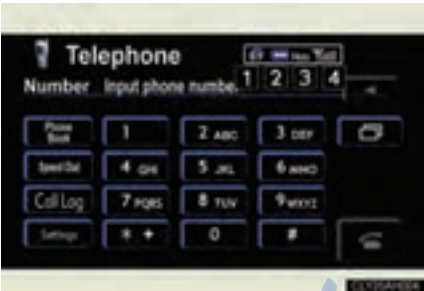 Telephone
1 2 3 4
Number Input phone number
Phone Book 1 2 ABC 3 DEF
Speed Dial 4 GHI 5 JKL 6 MNO
Call Log 7 PQRS 8 TUV 9 WXYZ
Settings * + 0 #